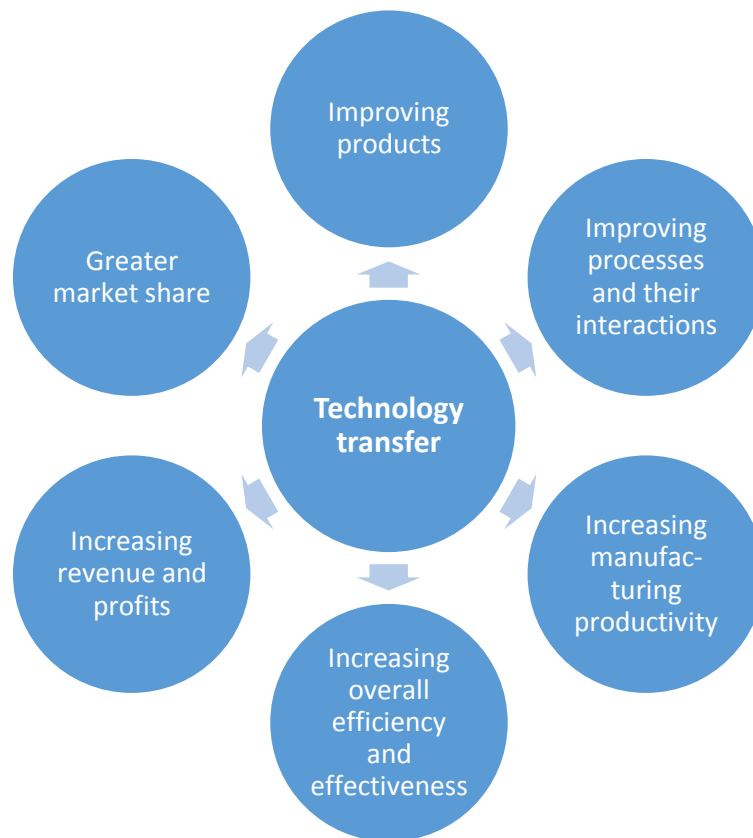 Improving
products
Improving
processes
and their
interactions
Increasing
manufac-
turing
productivity
Increasing
overall
efficiency
and
effectiveness
Increasing
revenue and
profits
Greater
market share
Technology
transfer